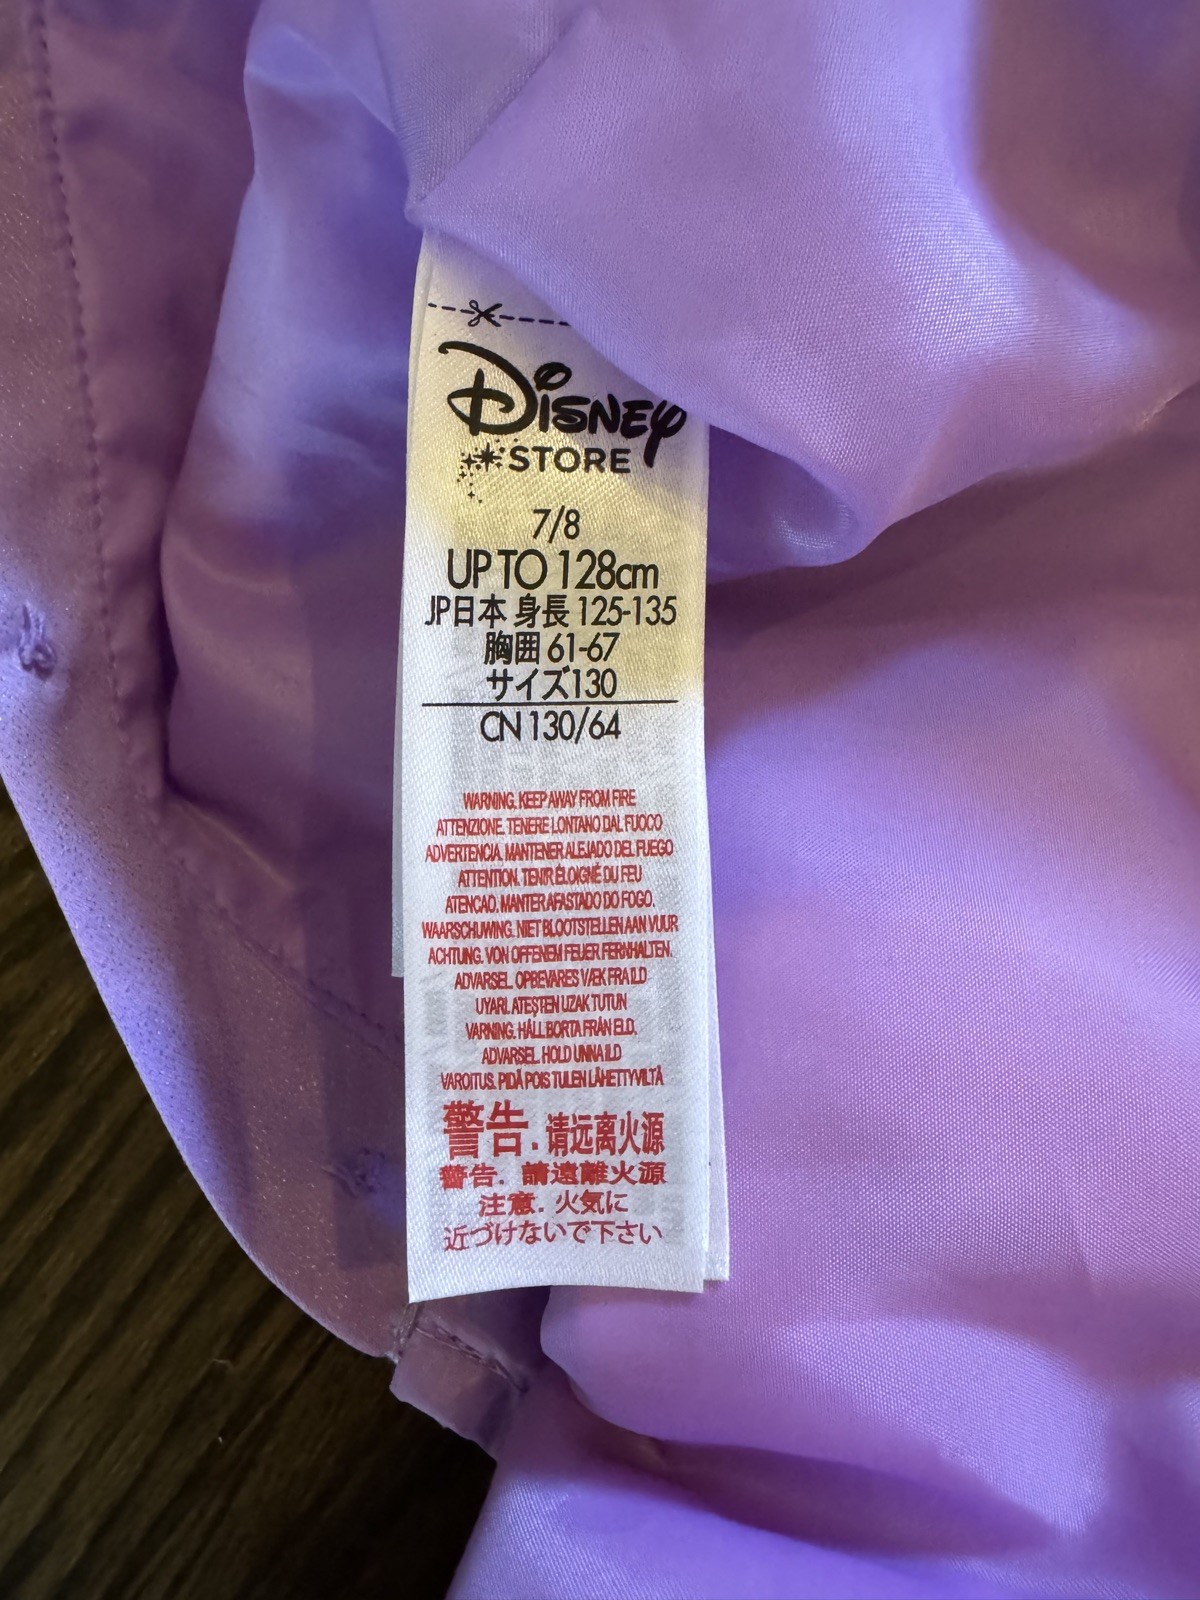 Disney
STORE
7/8
UP TO 128cm
JP日本 身長 125-135
胸囲 61-67
サイズ130
CN 130/64
WARNING. KEEP AWAY FROM FIRE
ATTENZIONE. TENERE LONTANO DAL FUOCO
ADVERTENCIA. MANTENER ALEJADO DEL FUEGO
ATTENTION. TENIR ÉLOIGNÉ DU FEU
ATENCAO. MANTER AFASTADO DO FOGO.
WAARSCHUWING. NIET BLOOTSTELLEN AAN VUUR
ACHTUNG. VON OFFENEM FEUER FERNHALTEN.
ADVARSEL. OPBEVARES VÆK FRA ILD
UYARI. ATEŞTEN UZAK TUTUN
VARNING. HÅLL BORTA FRÅN ELD.
ADVARSEL. HOLD UNNA ILD
VAROITUS. PIDÄ POIS TULEN LÄHETTYVILTÄ
警告. 请远离火源
警告. 請遠離火源
注意. 火気に
近づけないで下さい